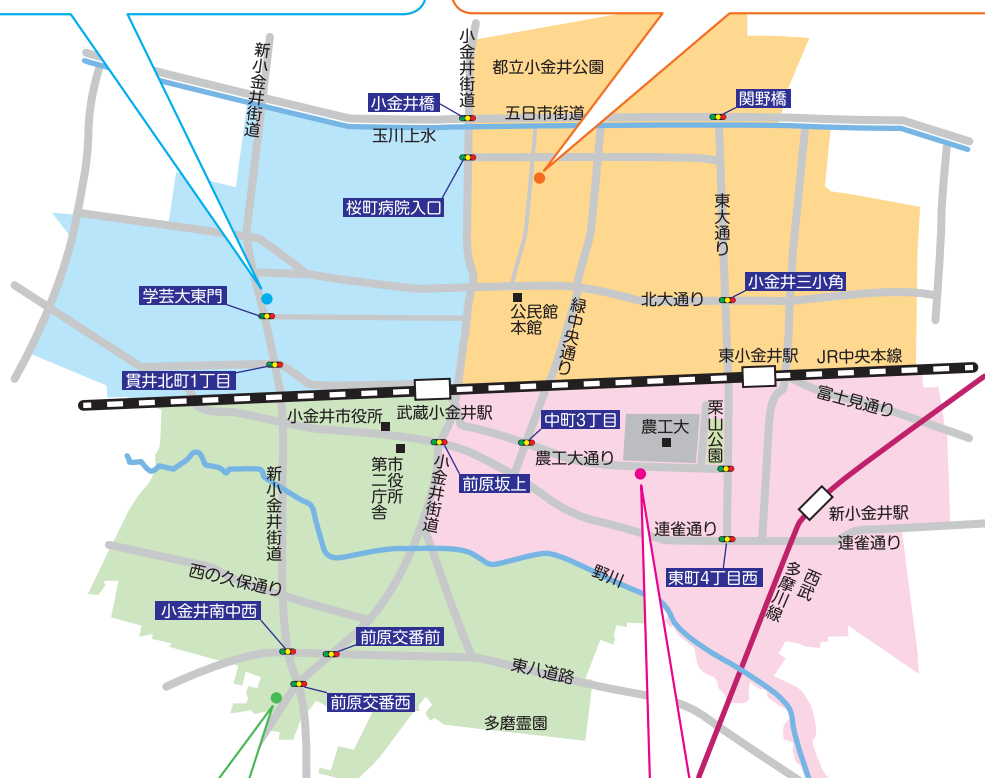 新小金井街道
小金井街道
都立小金井公園
小金井橋
五日市街道
関野橋
玉川上水
桜町病院入口
東大通り
学芸大東門
小金井三小角
北大通り
公民館
本館
緑中央通り
貫井北町1丁目
東小金井駅
JR中央本線
小金井市役所
武蔵小金井駅
中町3丁目
農工大
栗山公園
富士見通り
農工大通り
市役所
第二庁舎
小金井街道
前原坂上
新小金井街道
新小金井駅
連雀通り
連雀通り
西の久保通り
野川
東町4丁目西
西武
多摩川線
小金井南中西
前原交番前
東八道路
前原交番西
多磨霊園